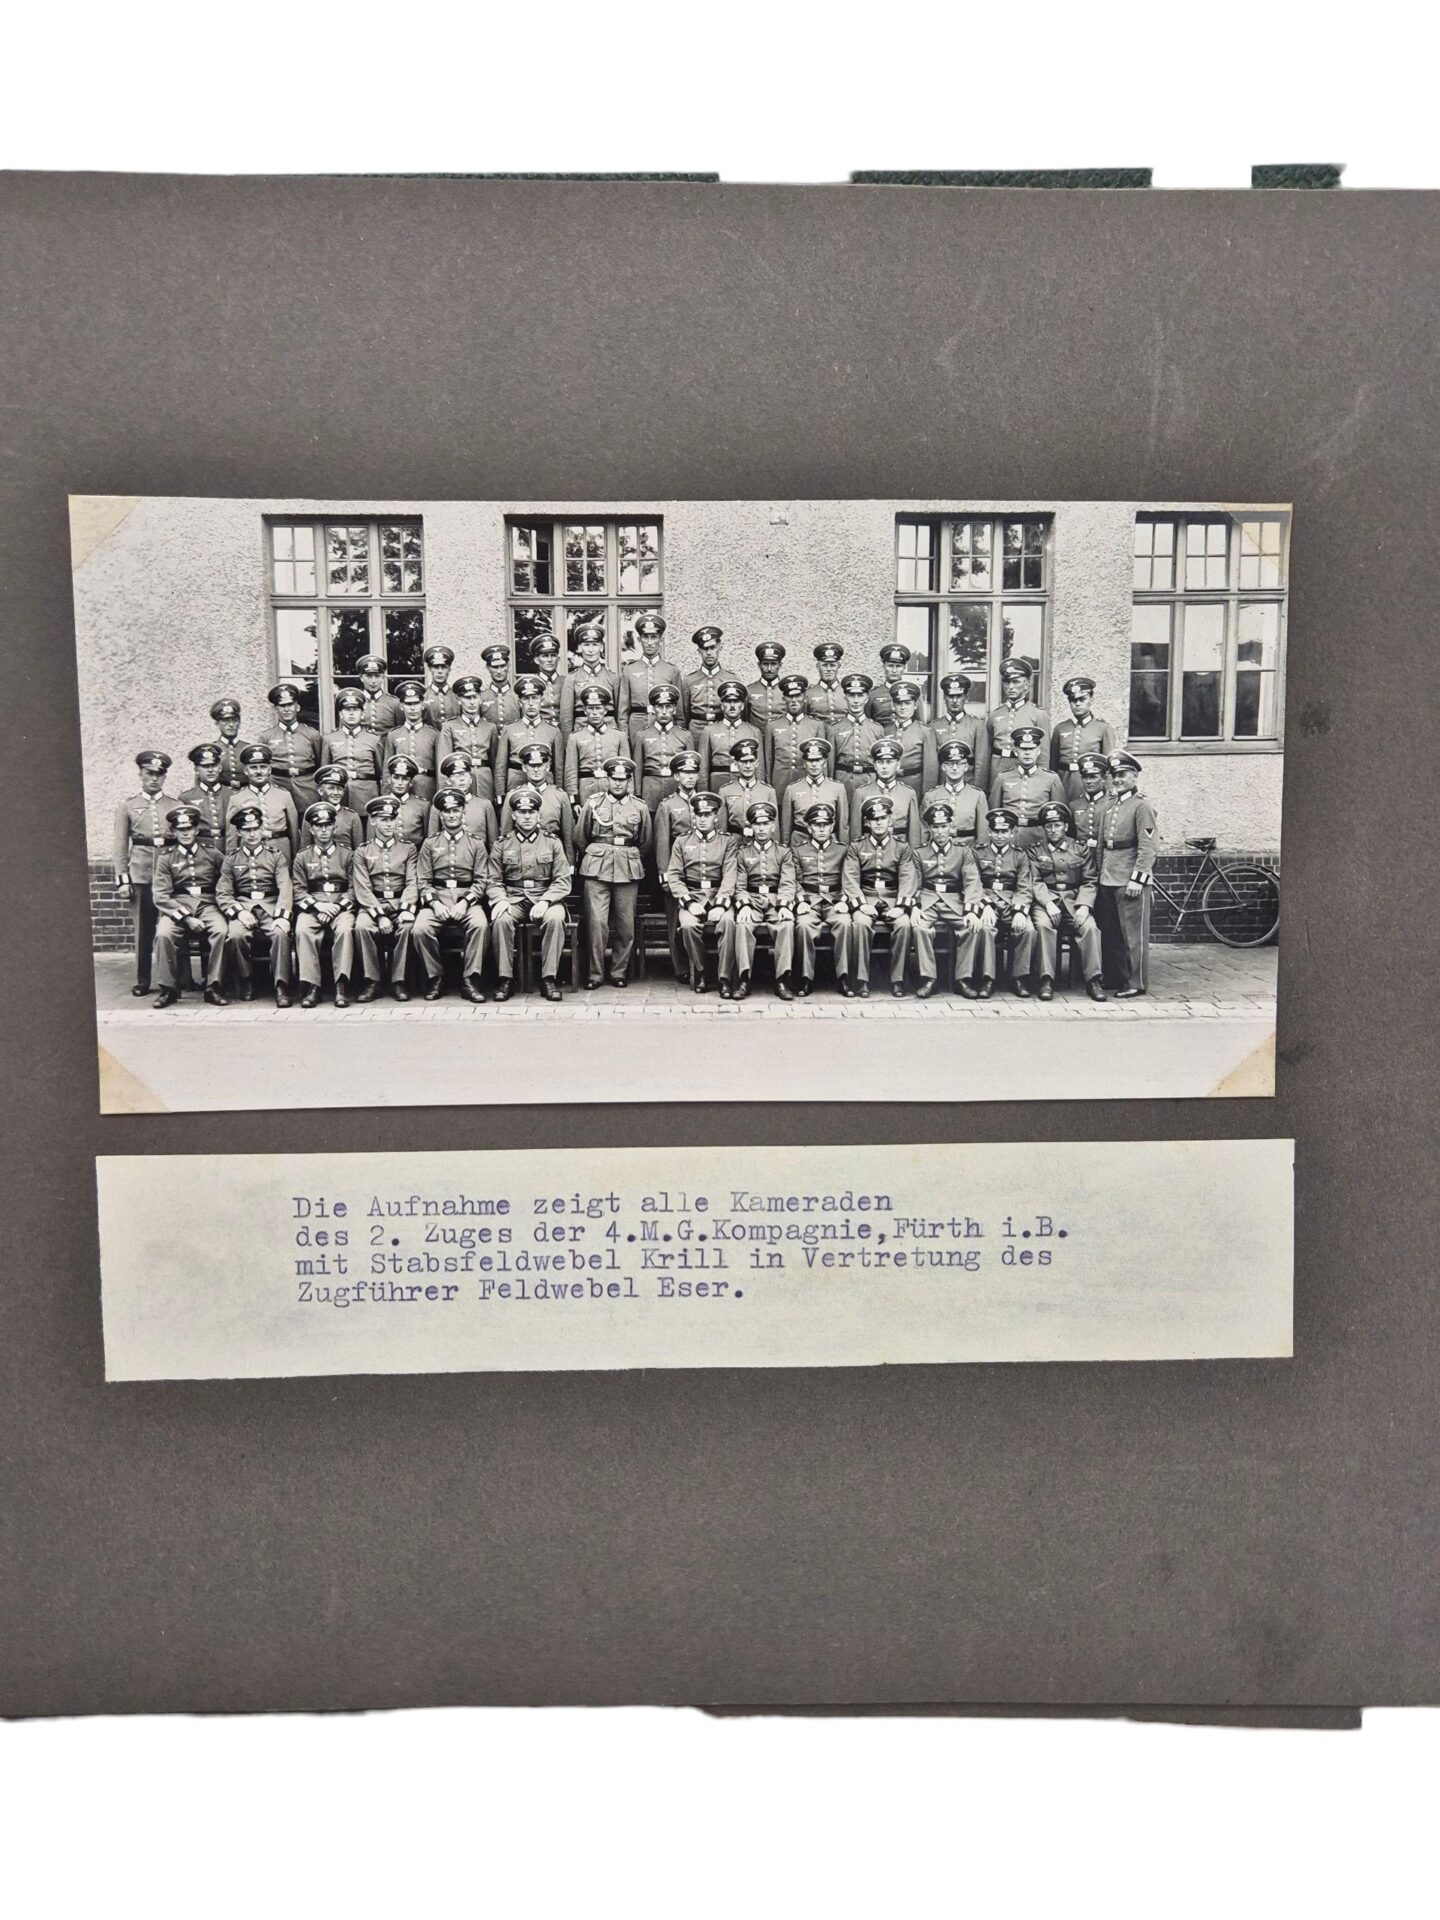 Die Aufnahme zeigt alle Kameraden
des 2. Zuges der 4.M.G.Kompagnie,Fürth i.B.
mit Stabsfeldwebel Krill in Vertretung des
Zugführer Feldwebel Eser.